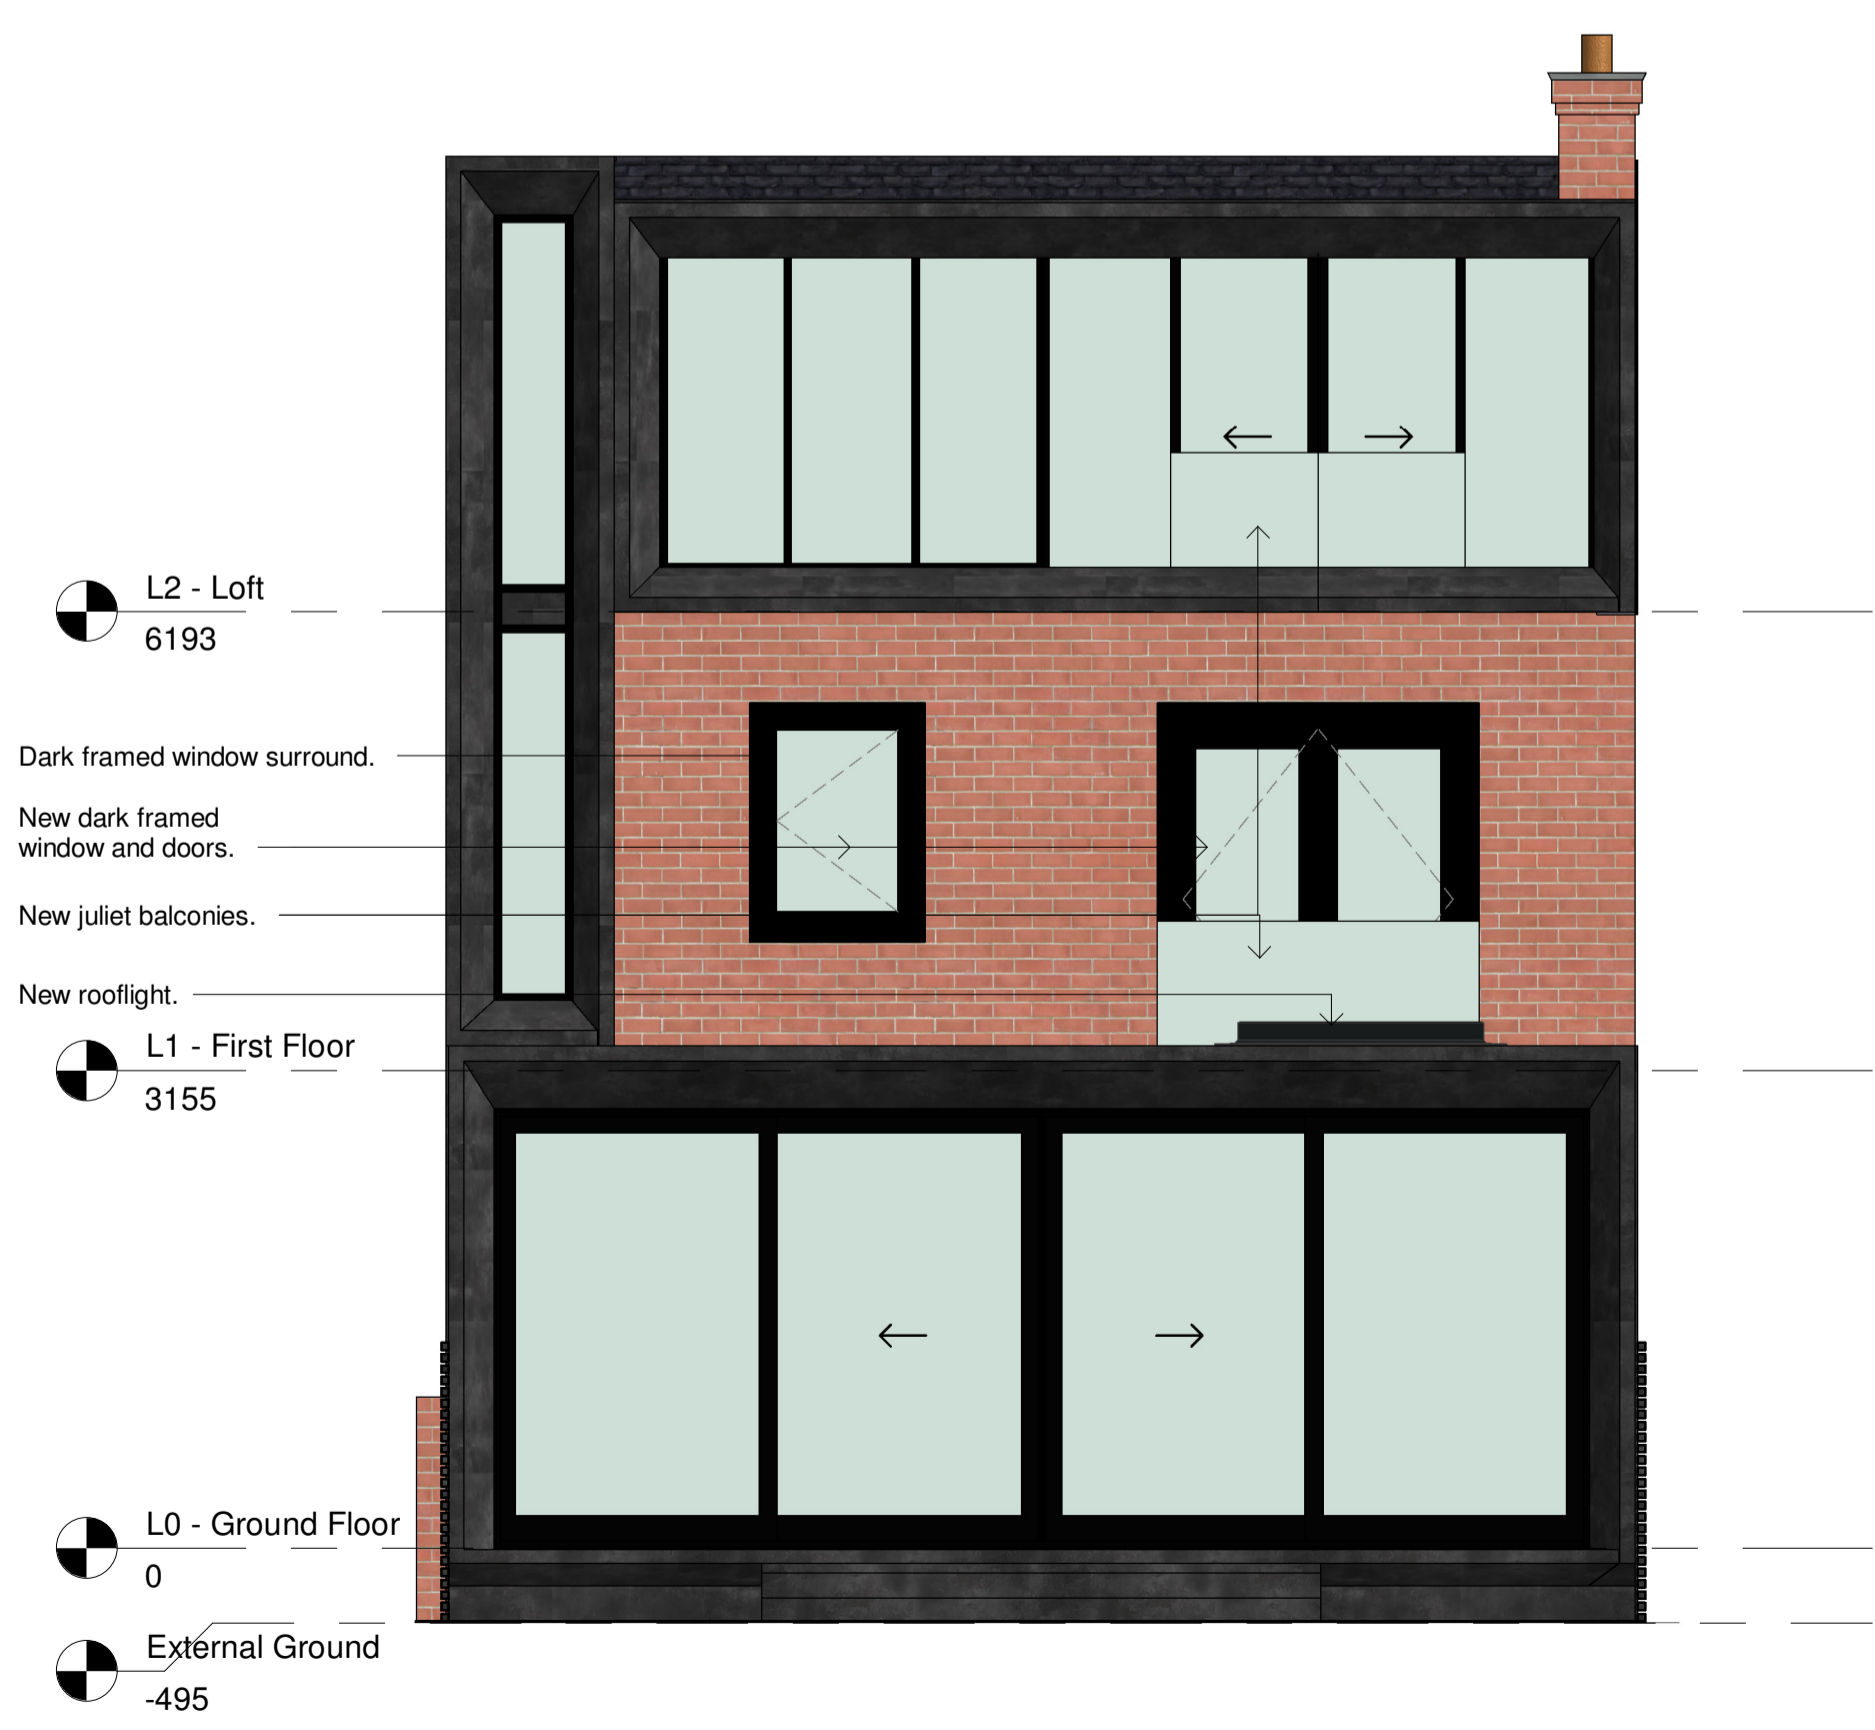 L2 - Loft
6193
Dark framed window surround.
New dark framed
window and doors.
New juliet balconies.
New rooflight.
L1 - First Floor
3155
L0 - Ground Floor
0
External Ground
-495